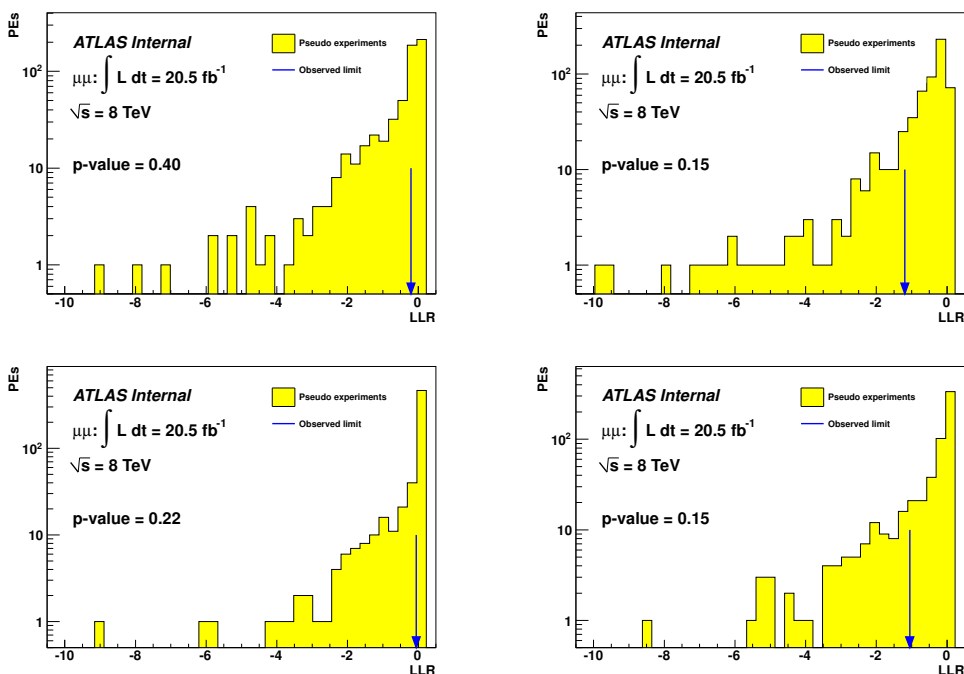 PEs
ATLAS Internal
μμ: ∫ L dt = 20.5 fb⁻¹
√s = 8 TeV
p-value = 0.40
Pseudo experiments
Observed limit
10²
10
1
-10 -8 -6 -4 -2 0
LLR
PEs
ATLAS Internal
μμ: ∫ L dt = 20.5 fb⁻¹
√s = 8 TeV
p-value = 0.15
Pseudo experiments
Observed limit
10²
10
1
-10 -8 -6 -4 -2 0
LLR
PEs
ATLAS Internal
μμ: ∫ L dt = 20.5 fb⁻¹
√s = 8 TeV
p-value = 0.22
Pseudo experiments
Observed limit
10²
10
1
-10 -8 -6 -4 -2 0
LLR
PEs
ATLAS Internal
μμ: ∫ L dt = 20.5 fb⁻¹
√s = 8 TeV
p-value = 0.15
Pseudo experiments
Observed limit
10²
10
1
-10 -8 -6 -4 -2 0
LLR